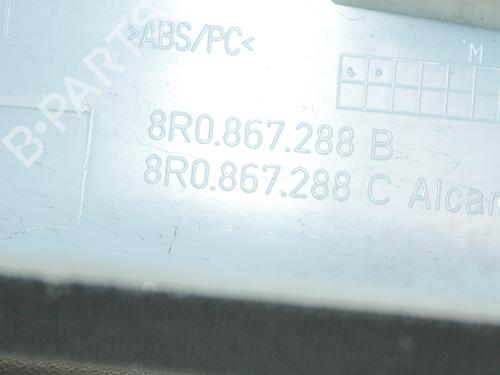 >ABS/PC<
M
8R0.867.288 B
8R0.867.288 C Alcan
B-PARTS